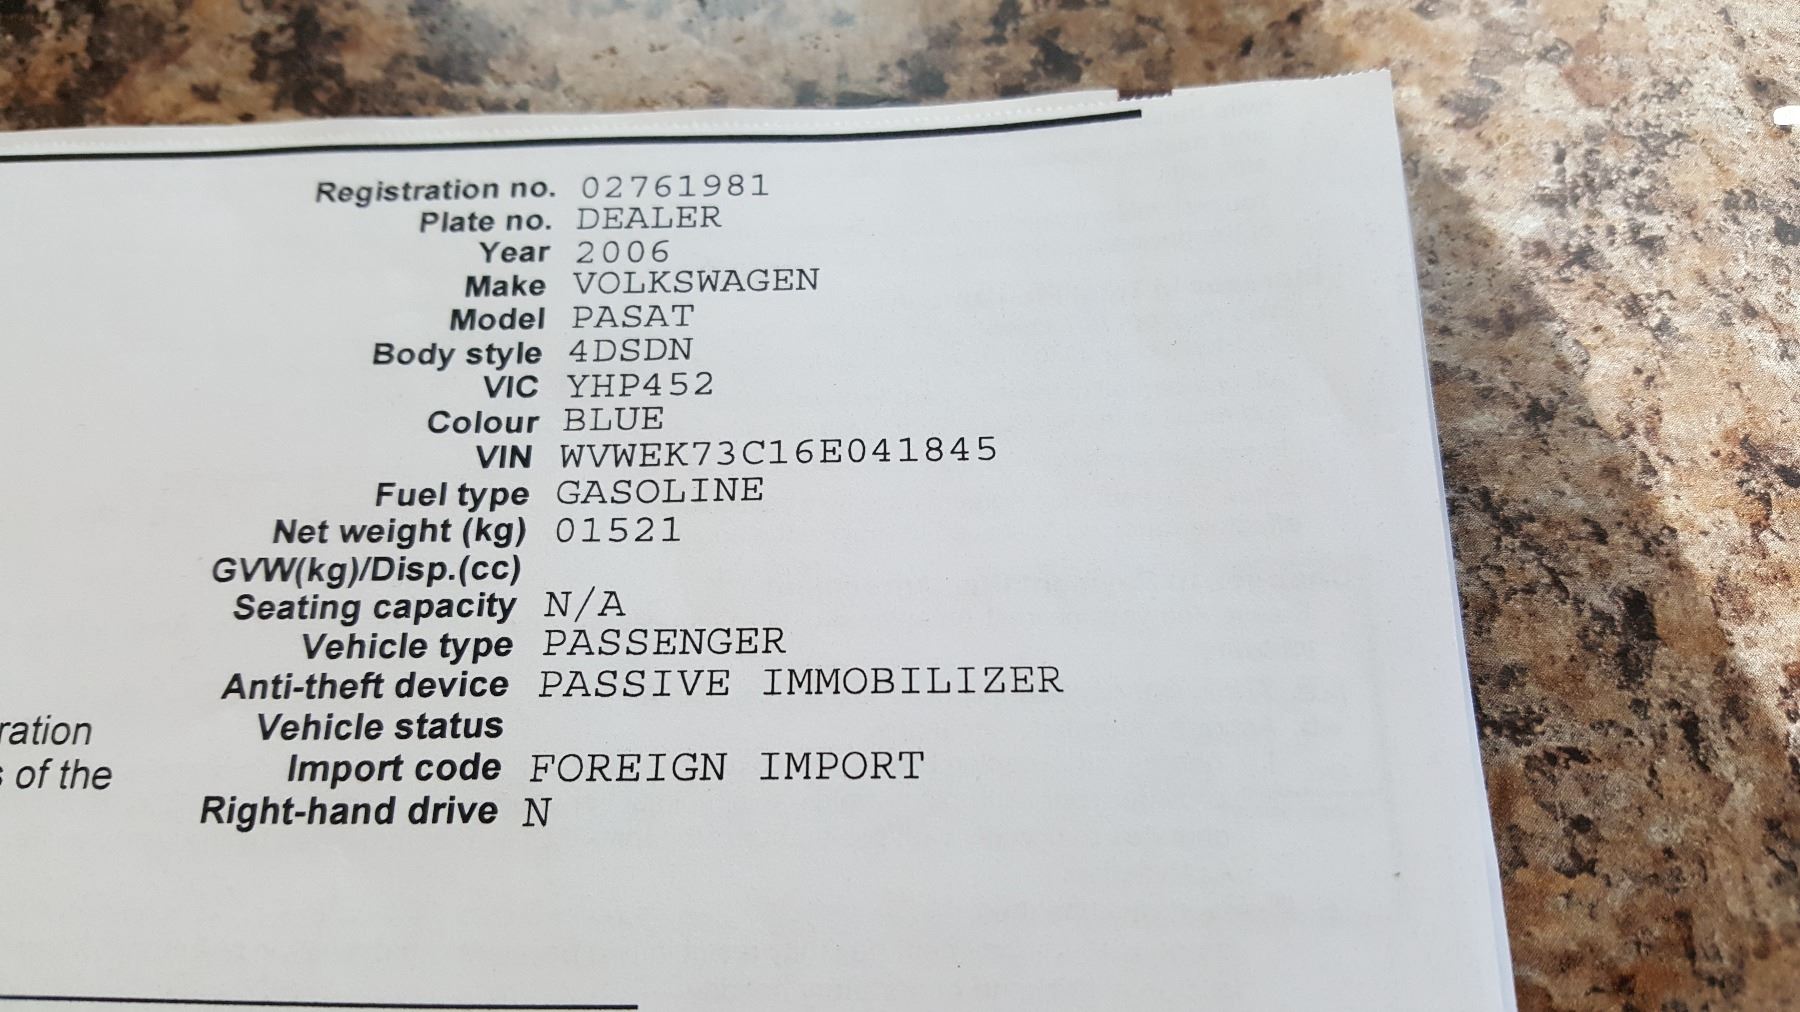 Registration no. 02761981
Plate no. DEALER
Year 2006
Make VOLKSWAGEN
Model PASAT
Body style 4DSDN
VIC YHP452
Colour BLUE
VIN WVWEK73C16E041845
Fuel type GASOLINE
Net weight (kg) 01521
GVW(kg)/Disp.(cc)
Seating capacity N/A
Vehicle type PASSENGER
Anti-theft device PASSIVE IMMOBILIZER
ration
Vehicle status
of the
Import code FOREIGN IMPORT
Right-hand drive N